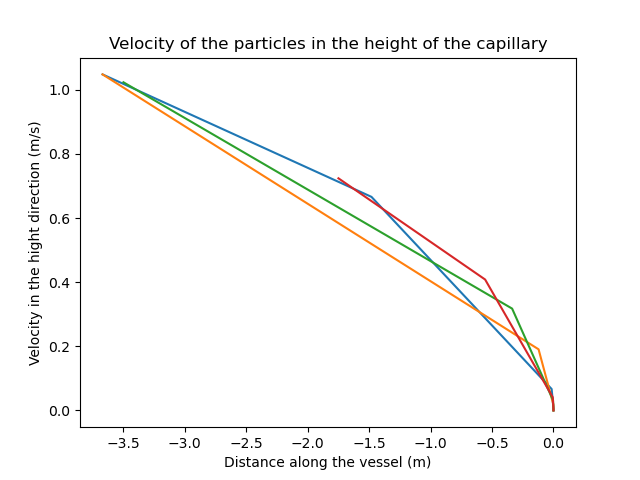 Velocity of the particles in the height of the capillary
1.0
0.8
0.6
0.4
0.2
0.0
Velocity in the hight direction (m/s)
−3.5 −3.0 −2.5 −2.0 −1.5 −1.0 −0.5 0.0
Distance along the vessel (m)